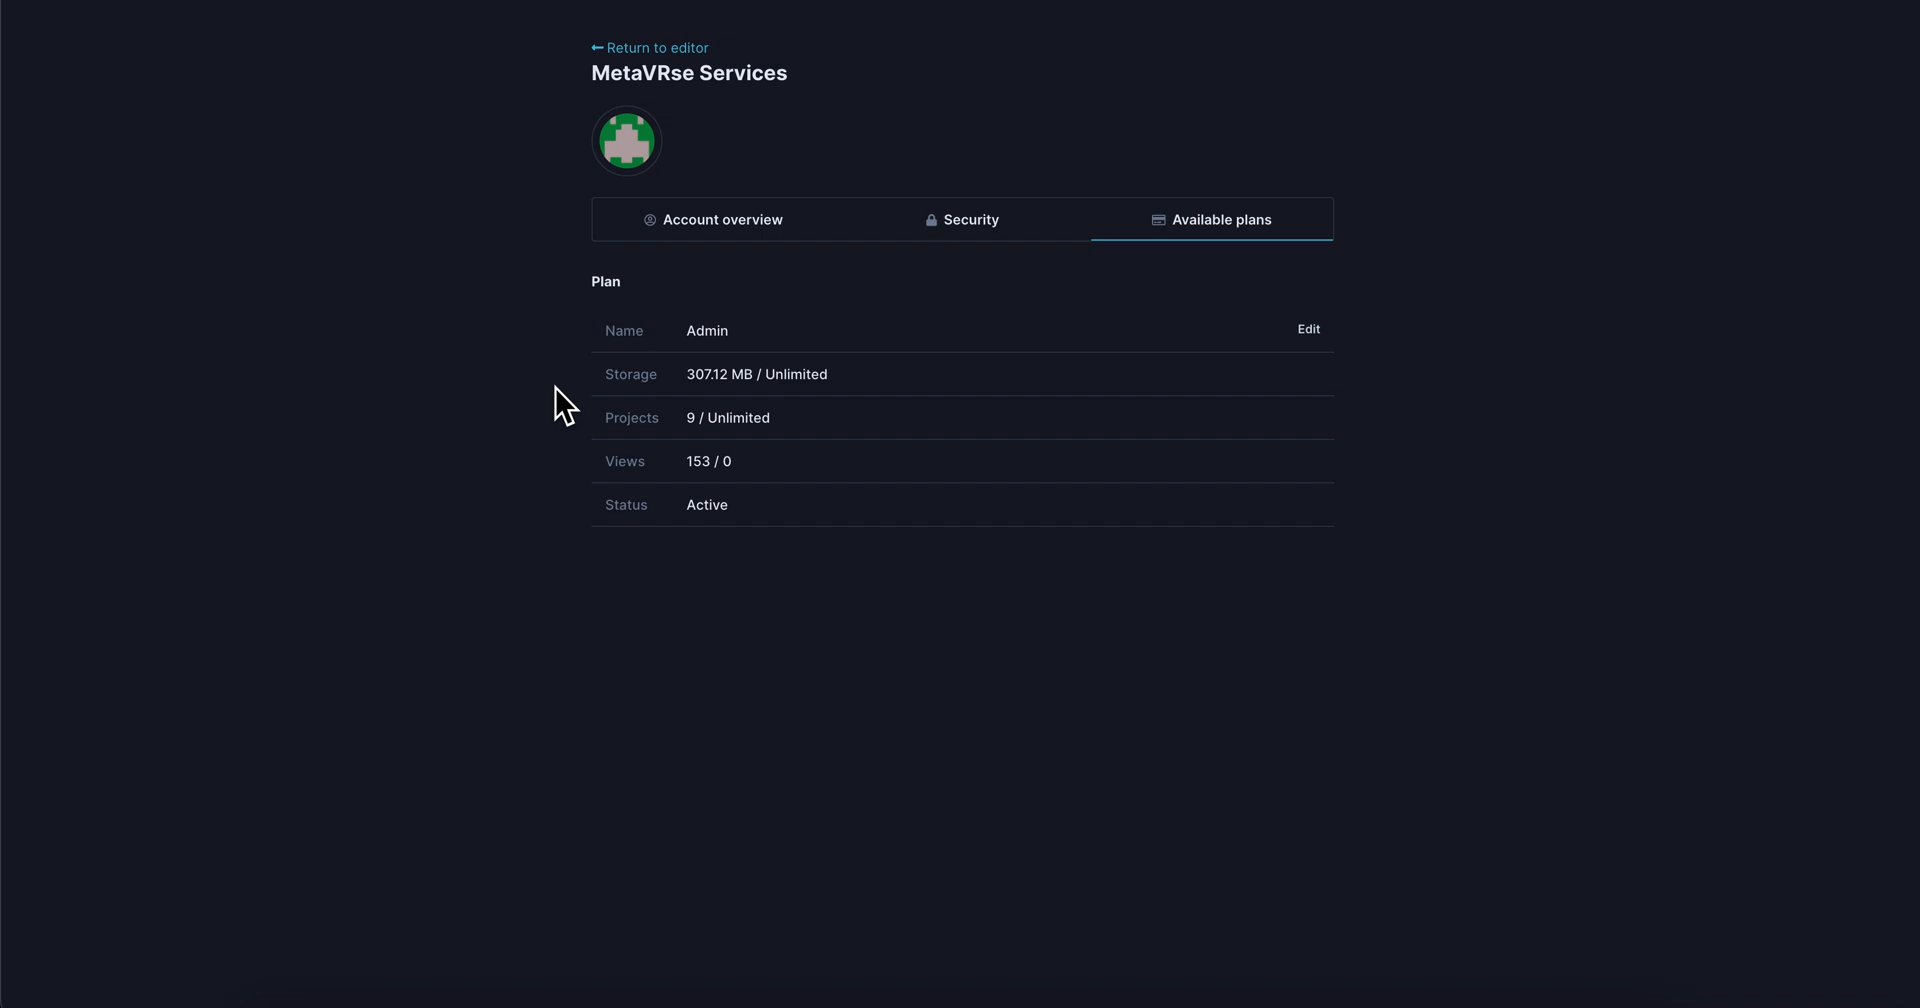 Return to editor
MetaVRse Services
Account overview
Security
Available plans
Plan
Name Admin Edit
Storage 307.12 MB / Unlimited
Projects 9 / Unlimited
Views 153 / 0
Status Active